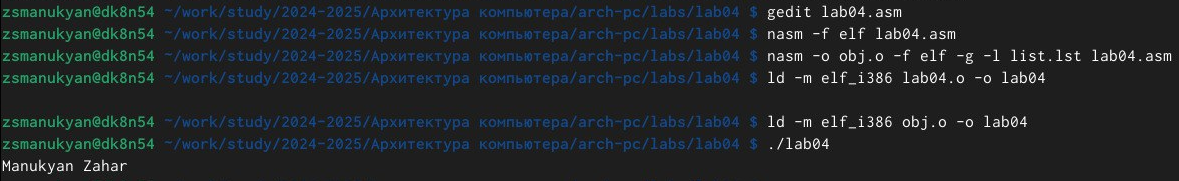 zsmanukyan@dk8n54 ~/work/study/2024-2025/Архитектура компьютера/arch-pc/labs/lab04 $ gedit lab04.asm
zsmanukyan@dk8n54 ~/work/study/2024-2025/Архитектура компьютера/arch-pc/labs/lab04 $ nasm -f elf lab04.asm
zsmanukyan@dk8n54 ~/work/study/2024-2025/Архитектура компьютера/arch-pc/labs/lab04 $ nasm -o obj.o -f elf -g -l list.lst lab04.asm
zsmanukyan@dk8n54 ~/work/study/2024-2025/Архитектура компьютера/arch-pc/labs/lab04 $ ld -m elf_i386 lab04.o -o lab04
zsmanukyan@dk8n54 ~/work/study/2024-2025/Архитектура компьютера/arch-pc/labs/lab04 $ ld -m elf_i386 obj.o -o lab04
zsmanukyan@dk8n54 ~/work/study/2024-2025/Архитектура компьютера/arch-pc/labs/lab04 $ ./lab04
Manukyan Zahar